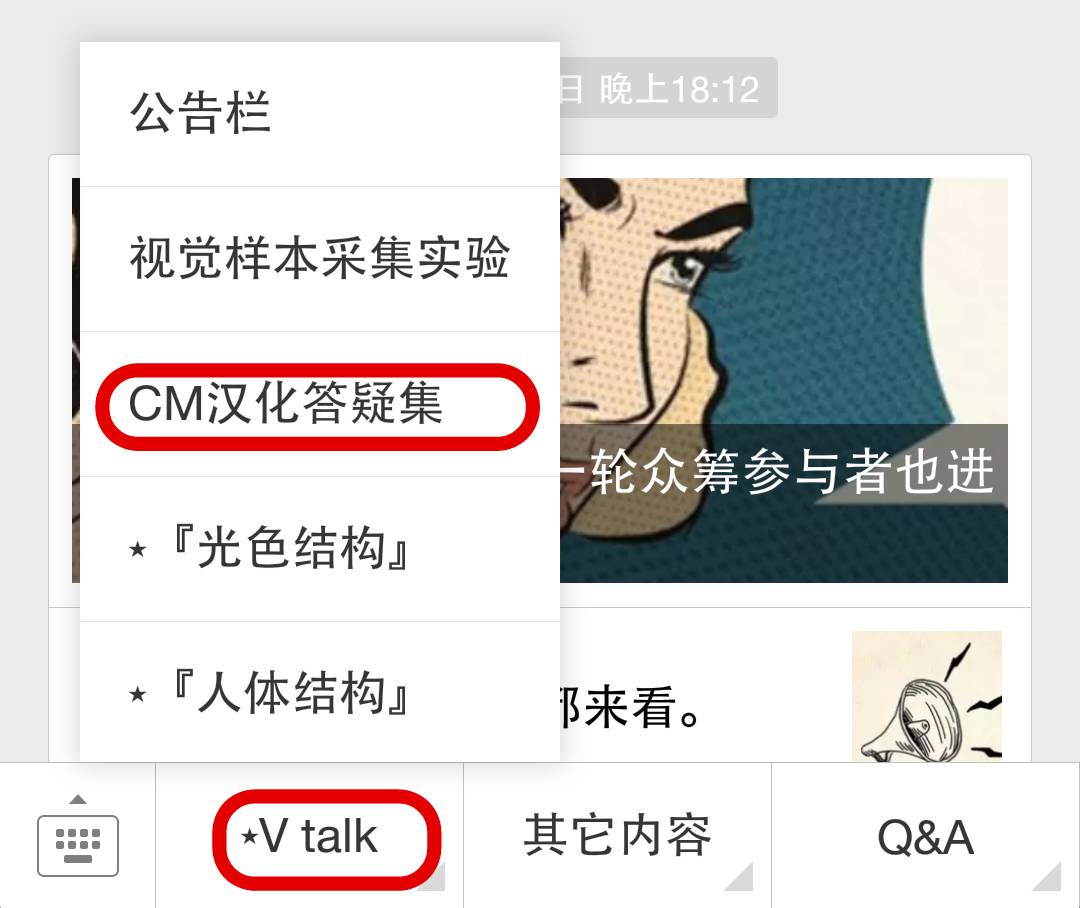 公告栏
日 晚上18:12
视觉样本采集实验
CM汉化答疑集
一轮众筹参与者也进
★『光色结构』
★『人体结构』
来看。
★V talk
其它内容
Q&A